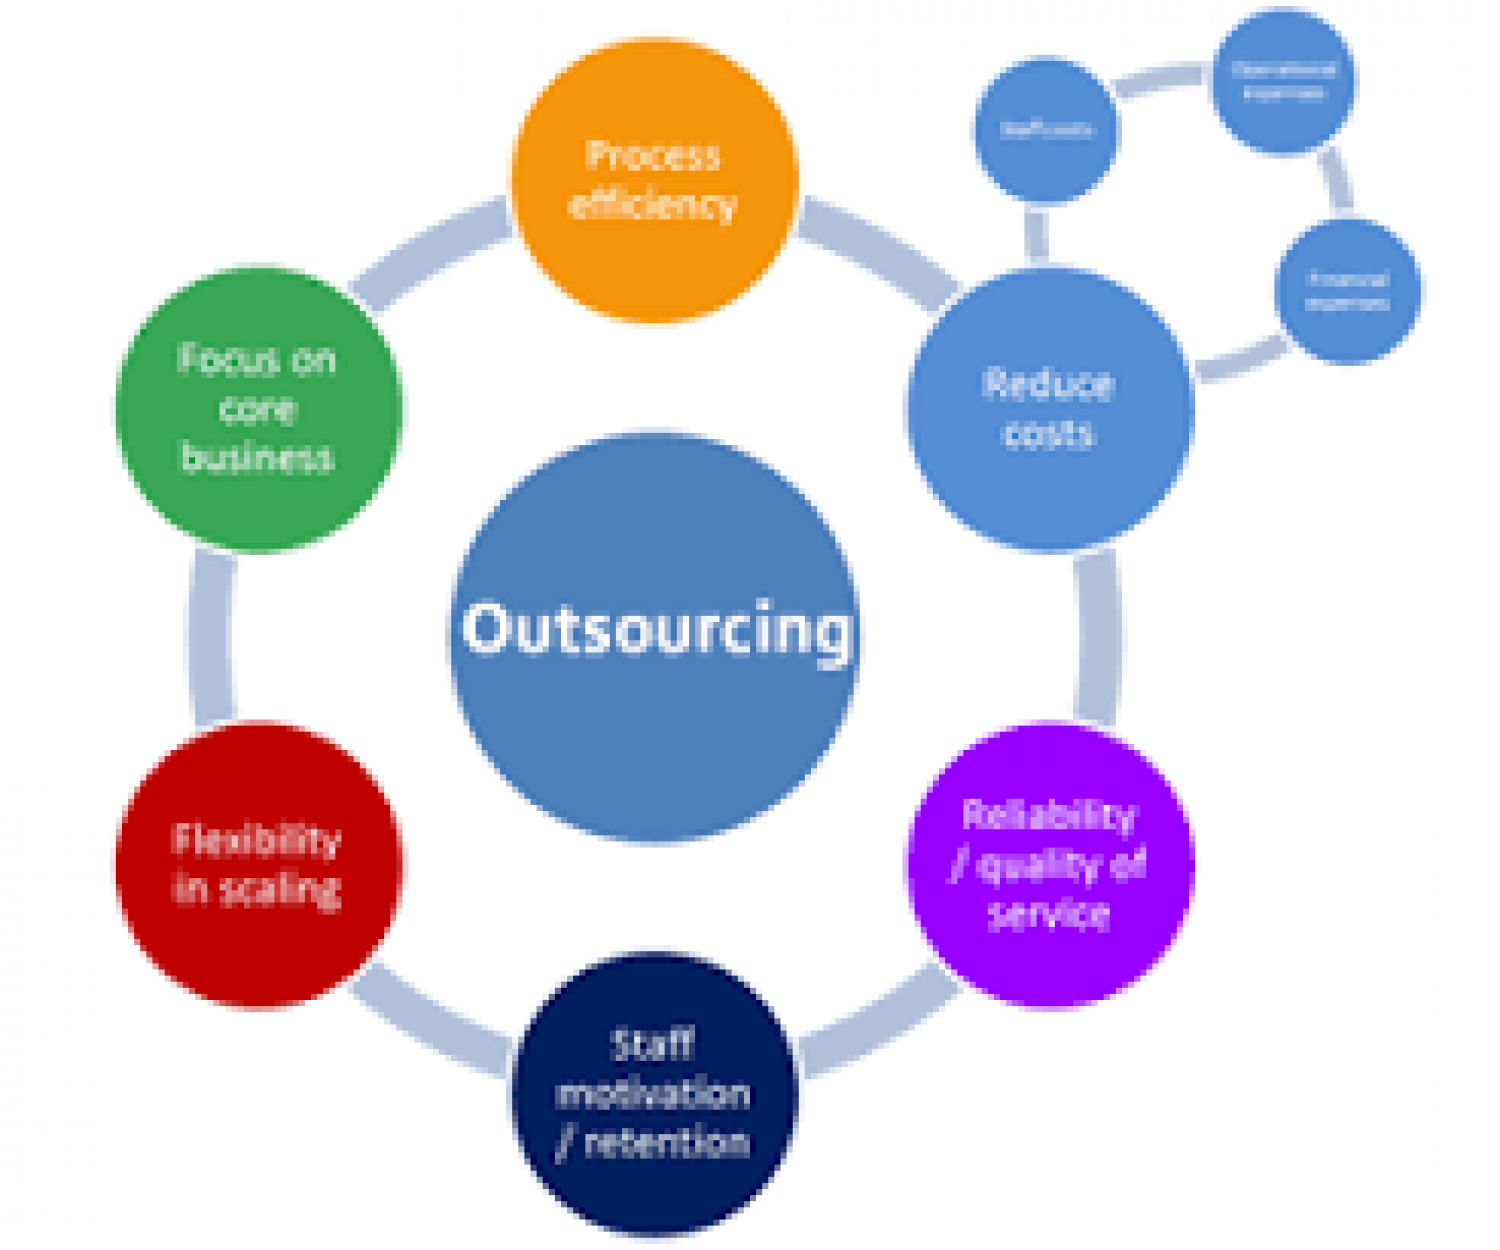 Process
efficiency
Staff costs
Operational
expenses
Financial
expenses
Reduce
costs
Focus on
core
business
Outsourcing
Reliability
/ quality of
service
Flexibility
in scaling
Staff
motivation
/ retention